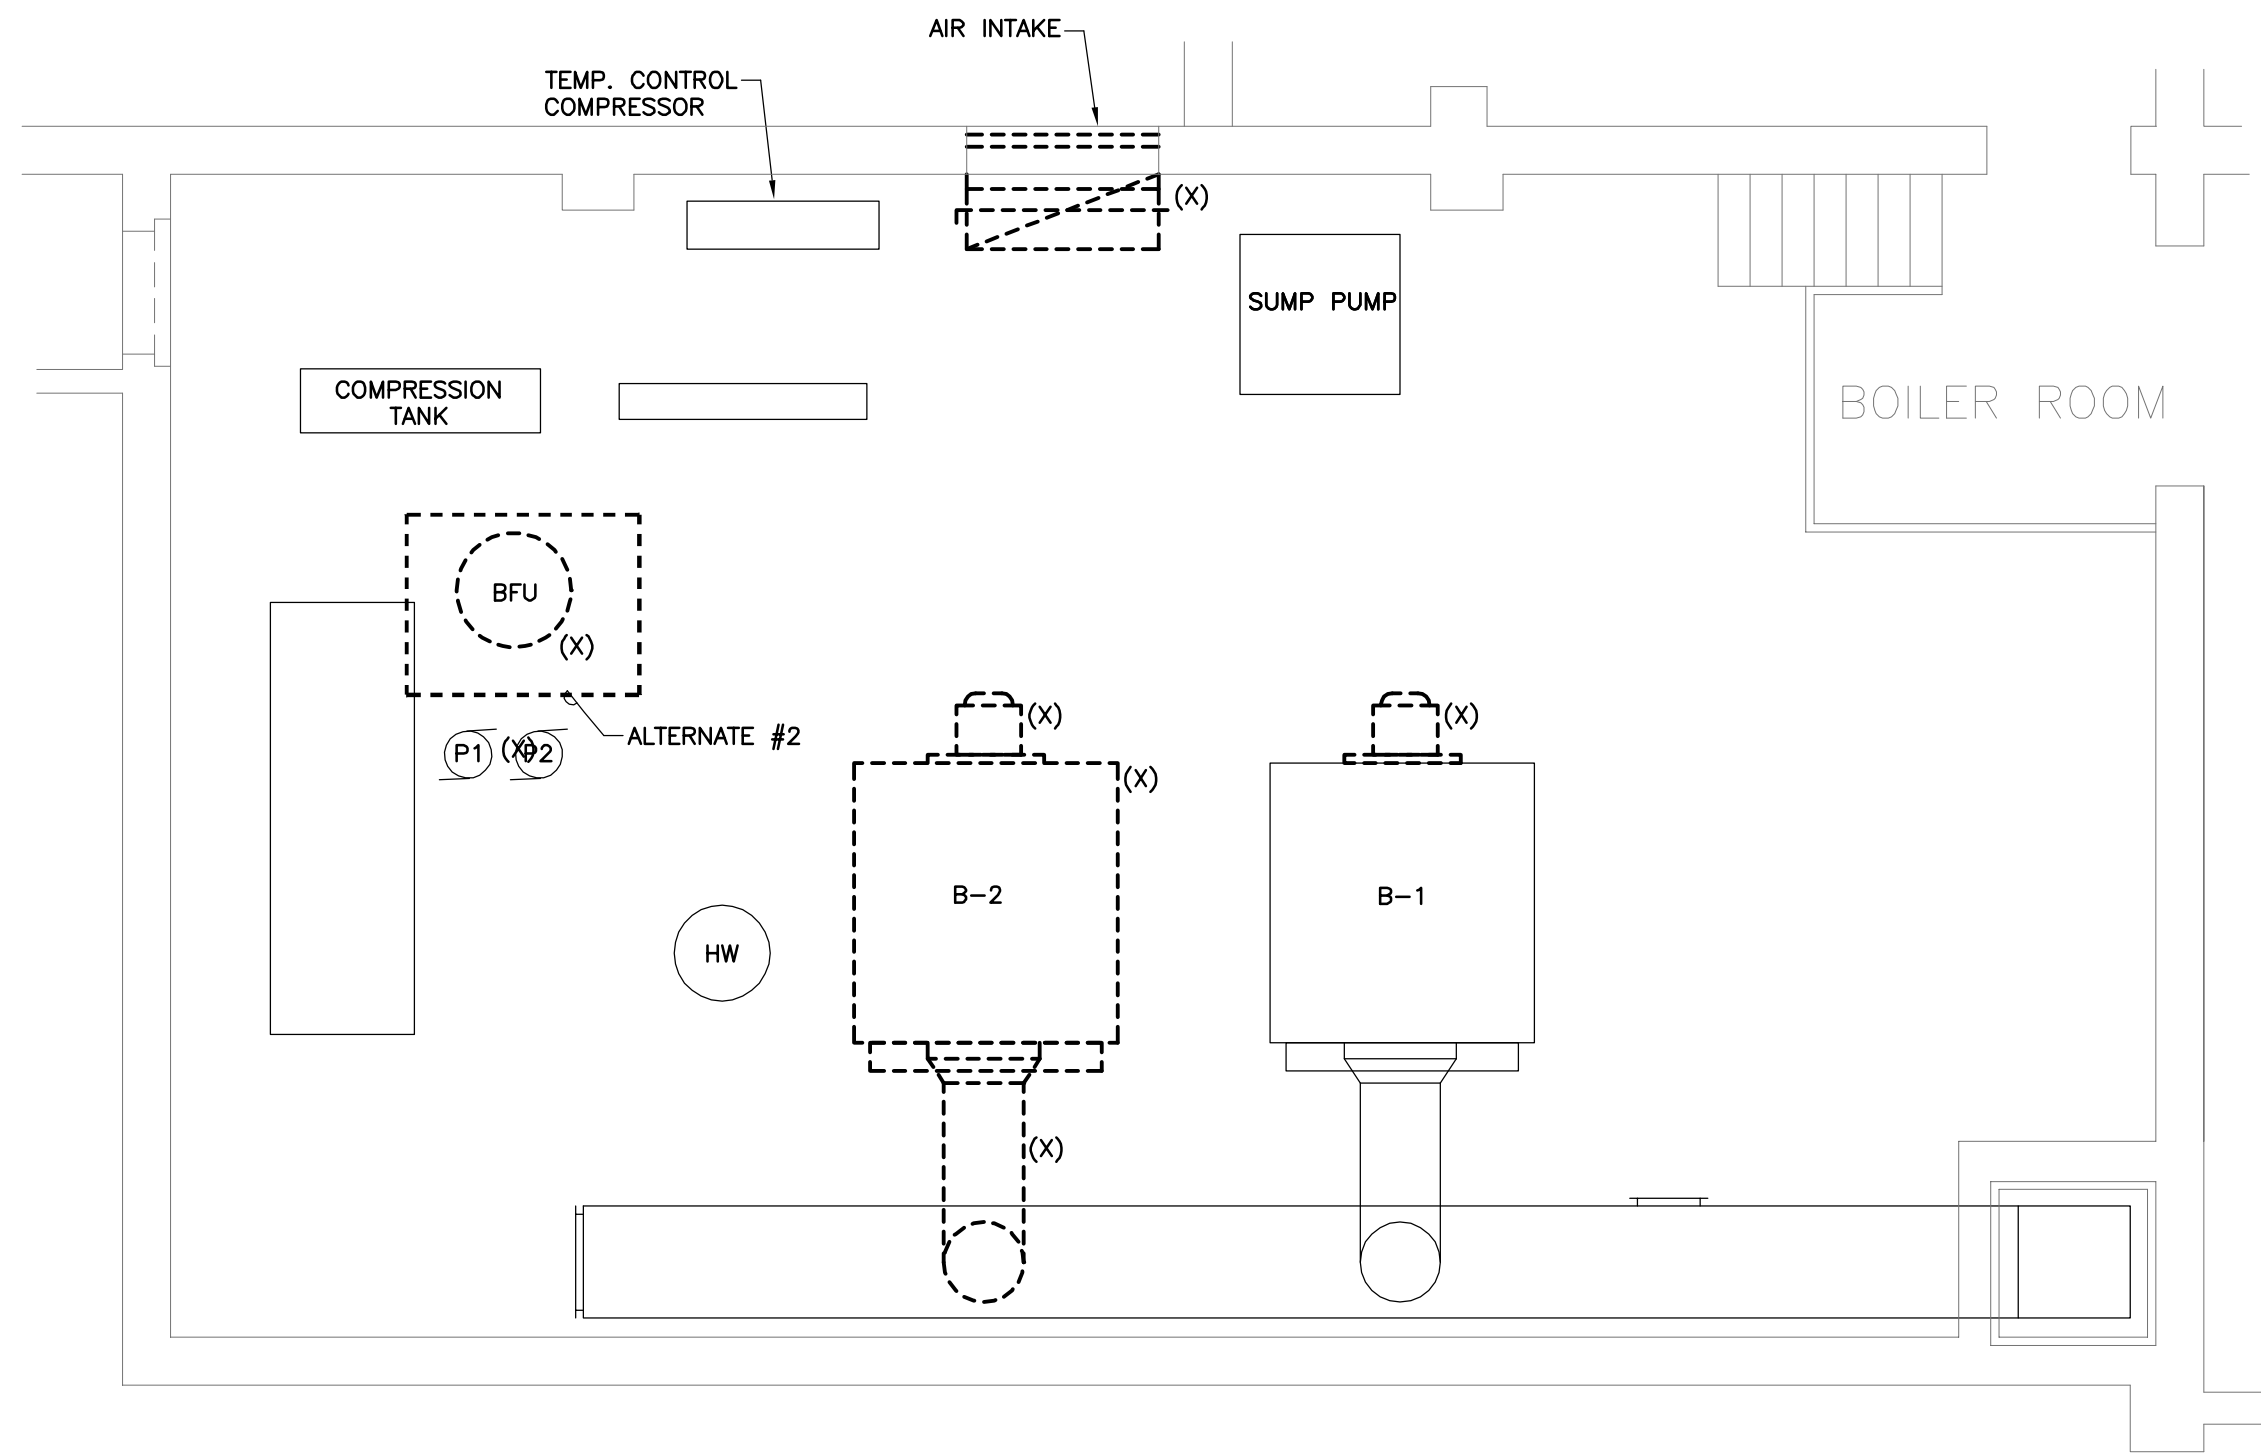 AIR INTAKE
TEMP. CONTROL
COMPRESSOR
(X)
SUMP PUMP
COMPRESSION
TANK
BOILER ROOM
BFU
(X)
ALTERNATE #2
P1
(X)
P2
(X)
(X)
(X)
B-2
B-1
HW
(X)